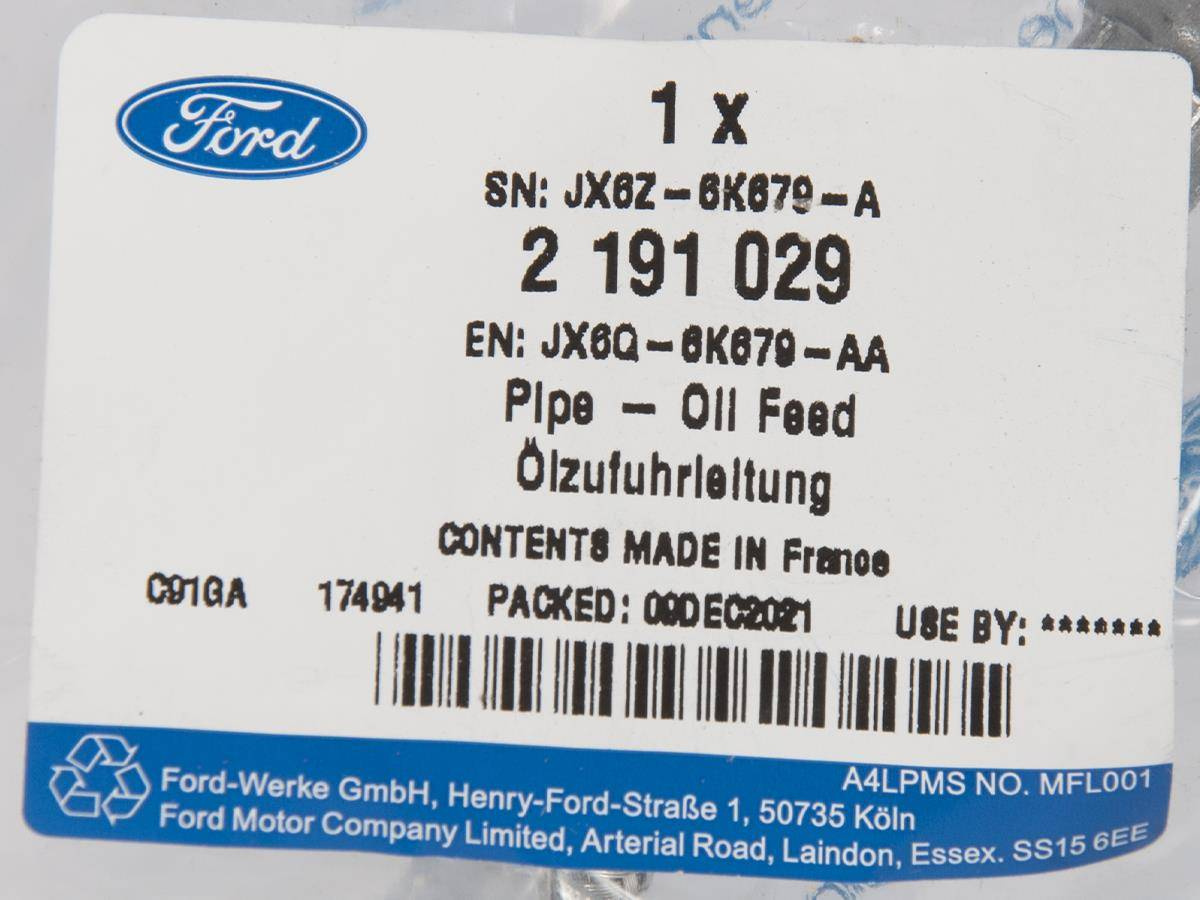 Ford
1 x
SN: JX6Z-6K679-A
2 191 029
EN: JX6Q-6K679-AA
Pipe - Oil Feed
Ölzufuhrleitung
CONTENTS MADE IN France
C91GA 174941 PACKED: 09DEC2021 USE BY: *******
A4LPMS NO. MFL001
Ford-Werke GmbH, Henry-Ford-Straße 1, 50735 Köln
Ford Motor Company Limited, Arterial Road, Laindon, Essex. SS15 6EE